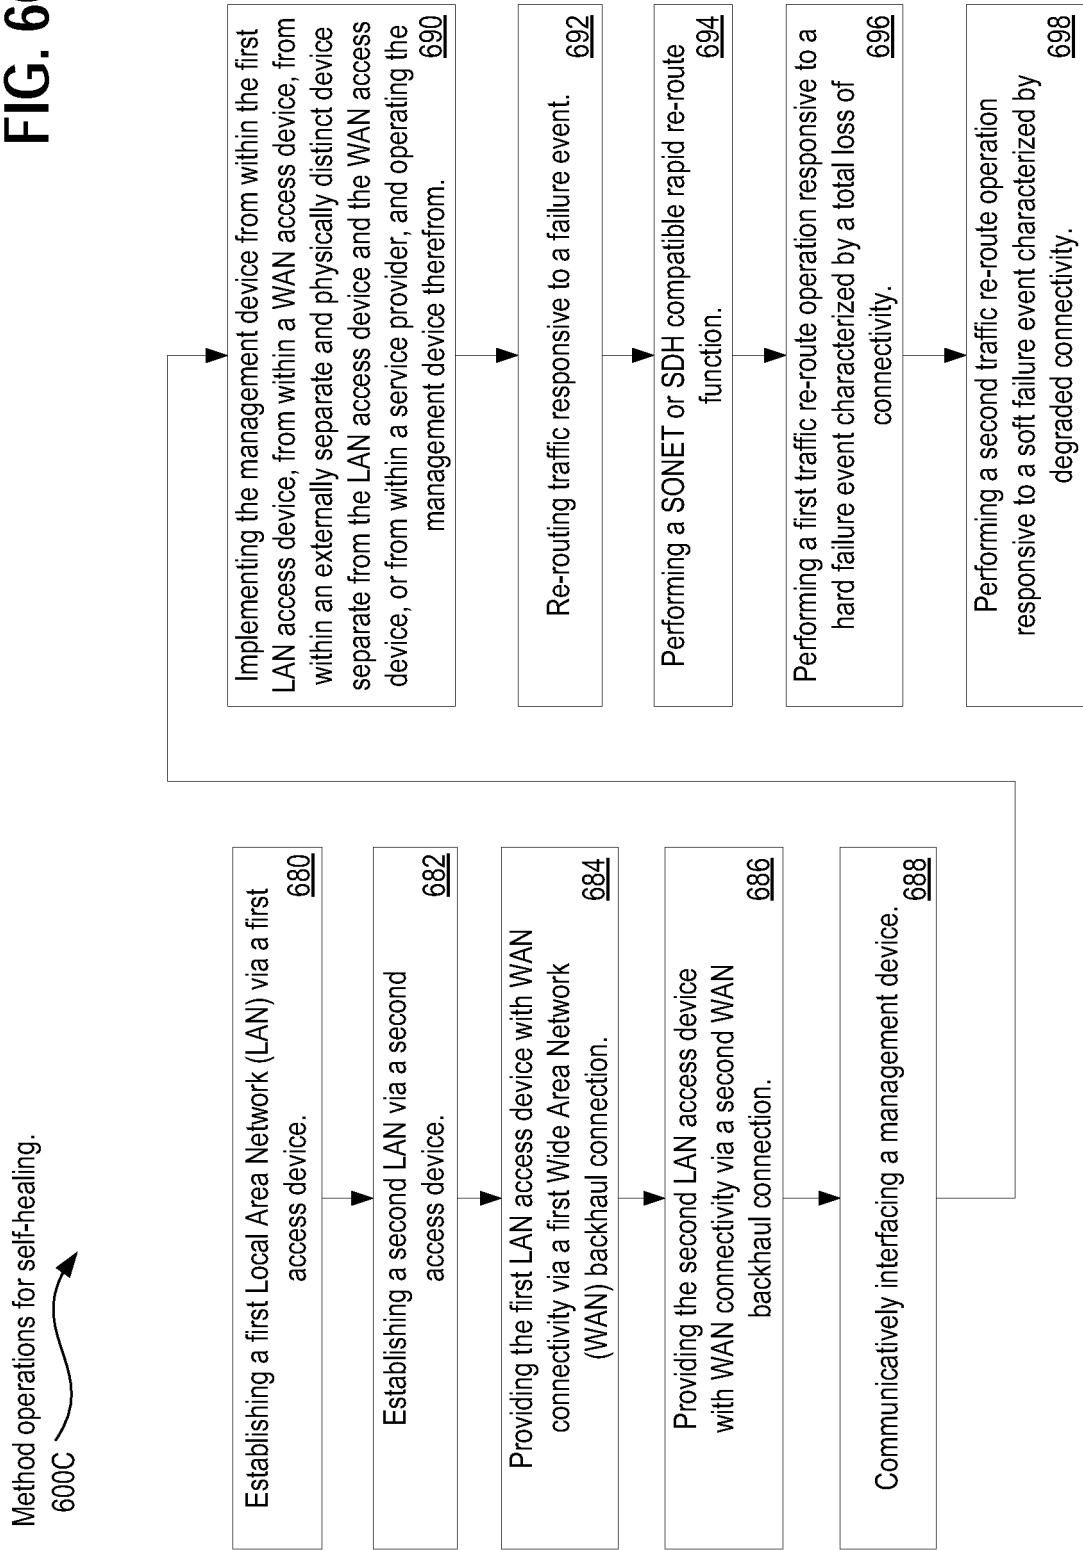 Method operations for self-healing.
600C
Establishing a first Local Area Network (LAN) via a first
access device.
680
Establishing a second LAN via a second
access device.
682
Providing the first LAN access device with WAN
connectivity via a first Wide Area Network
(WAN) backhaul connection.
684
Providing the second LAN access device
with WAN connectivity via a second WAN
backhaul connection.
686
Communicatively interfacing a management device.
688
FIG. 6
Implementing the management device from within the first
LAN access device, from within a WAN access device, from
within an externally separate and physically distinct device
separate from the LAN access device and the WAN access
device, or from within a service provider, and operating the
management device therefrom.
690
Re-routing traffic responsive to a failure event.
692
Performing a SONET or SDH compatible rapid re-route
function.
694
Performing a first traffic re-route operation responsive to a
hard failure event characterized by a total loss of
connectivity.
696
Performing a second traffic re-route operation
responsive to a soft failure event characterized by
degraded connectivity.
698